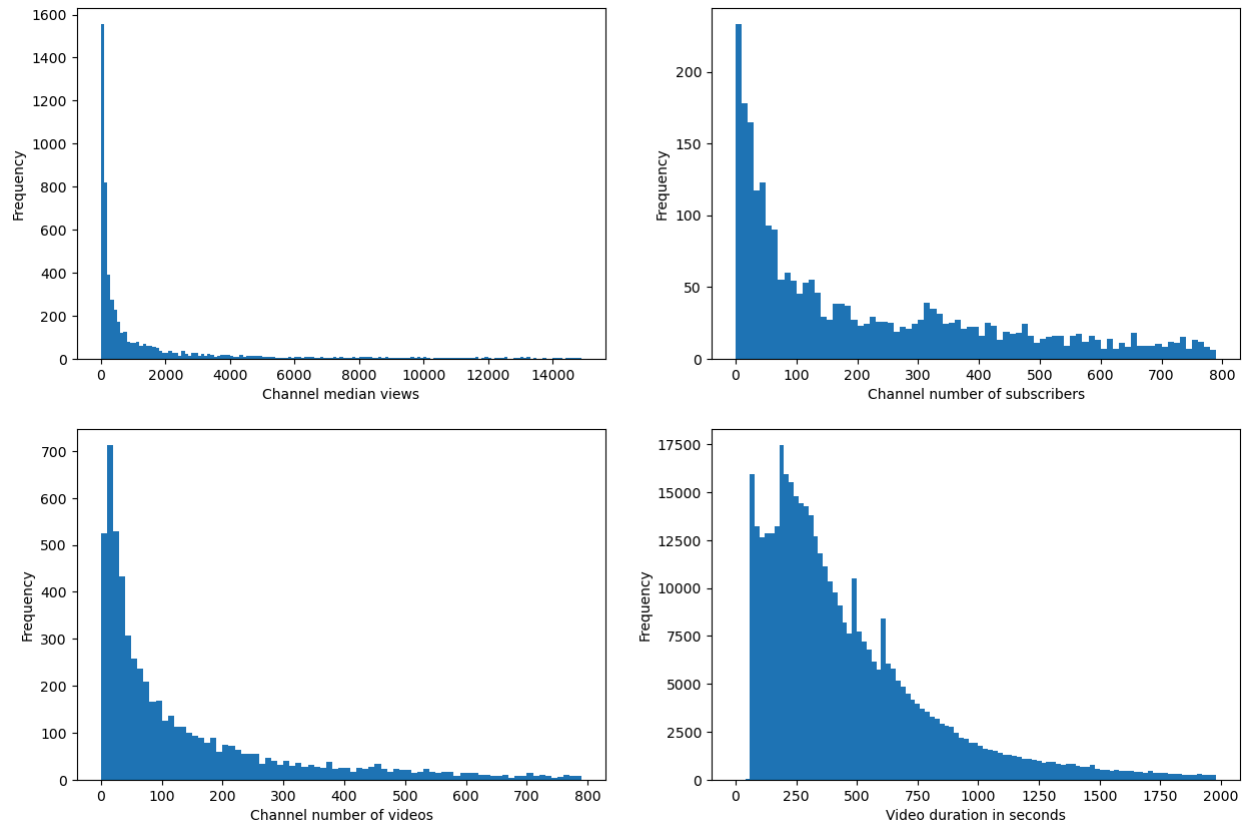 1600
1400
1200
1000
800
600
400
200
0
Frequency
0 2000 4000 6000 8000 10000 12000 14000
Channel median views
200
150
100
50
0
Frequency
0 100 200 300 400 500 600 700 800
Channel number of subscribers
700
600
500
400
300
200
100
0
Frequency
0 100 200 300 400 500 600 700 800
Channel number of videos
17500
15000
12500
10000
7500
5000
2500
0
Frequency
0 250 500 750 1000 1250 1500 1750 2000
Video duration in seconds